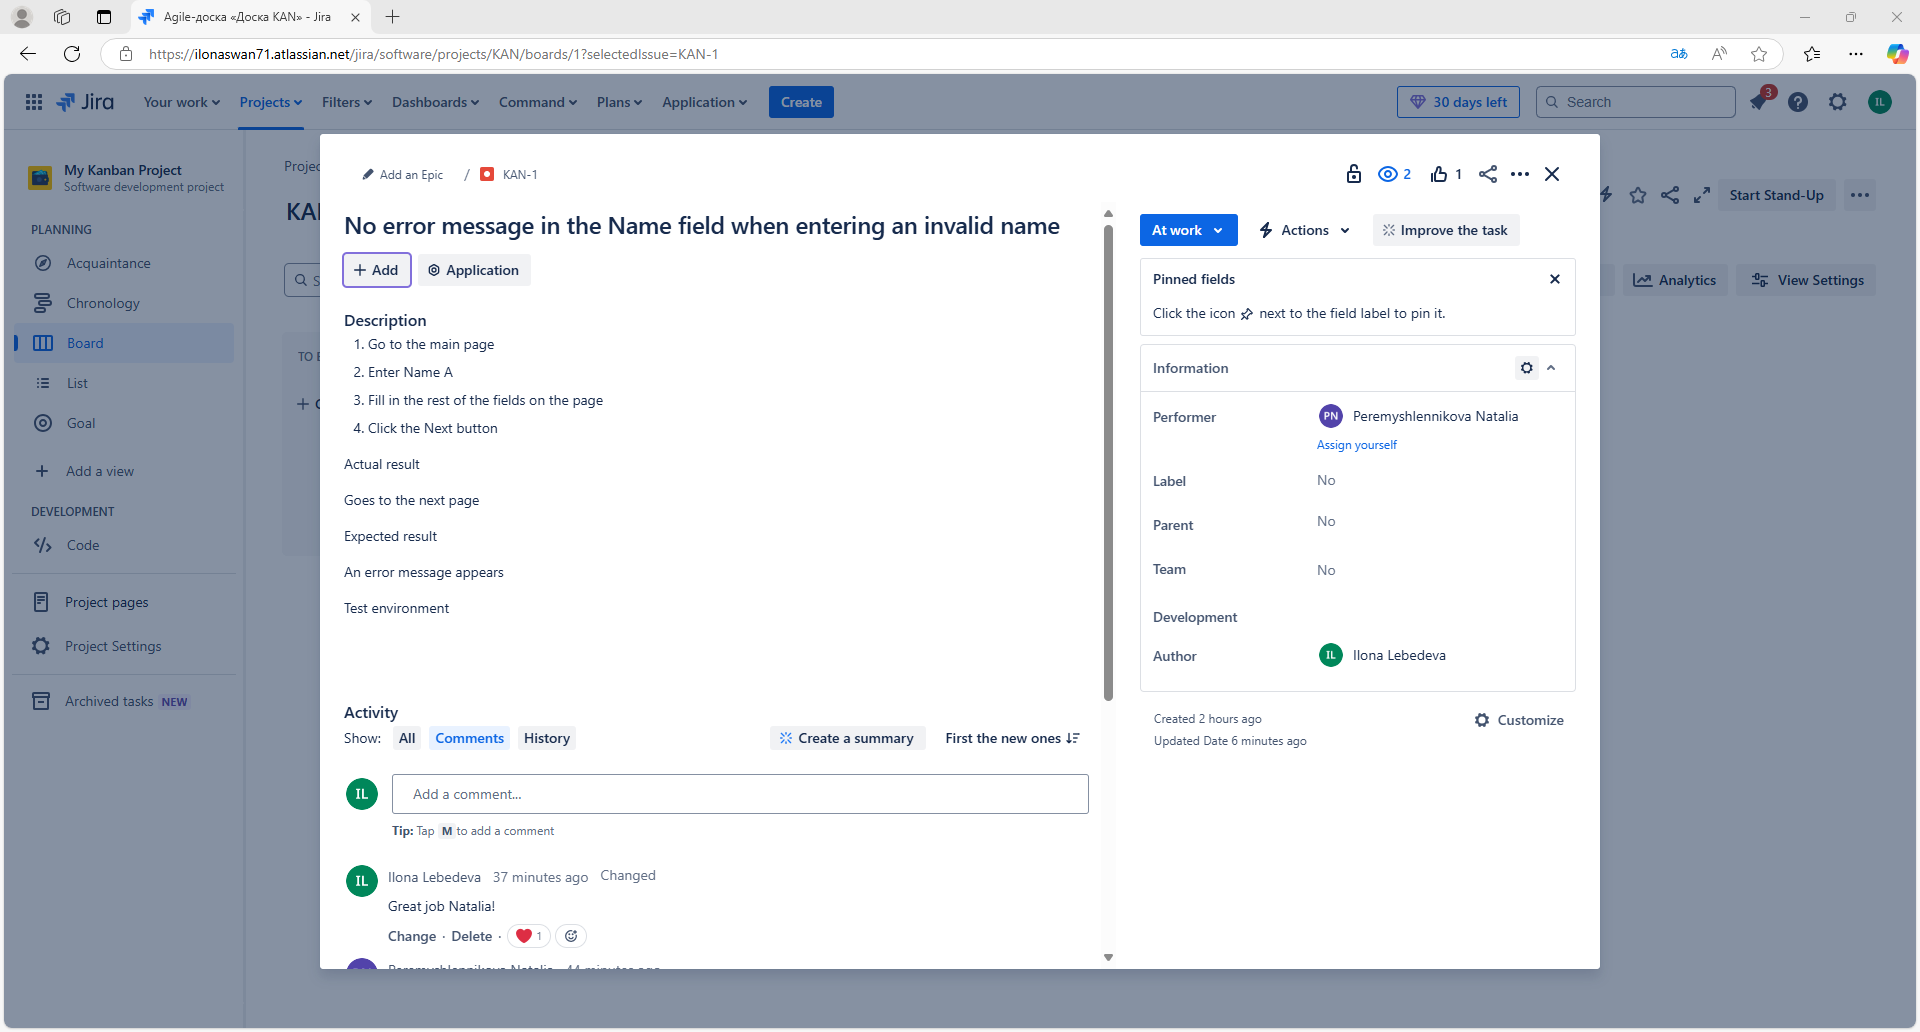 Agile-доска «Доска KAN» - Jira
https://ilonaswan71.atlassian.net/jira/software/projects/KAN/boards/1?selectedIssue=KAN-1
Jira Your work Projects Filters Dashboards Command Plans Application Create 30 days left Search 3 IL
My Kanban Project
Software development project
PLANNING
Acquaintance
Chronology
Board
List
Goal
Add a view
DEVELOPMENT
Code
Project pages
Project Settings
Archived tasks NEW
Start Stand-Up
Analytics View Settings
Add an Epic / KAN-1
2 1
No error message in the Name field when entering an invalid name
+ Add Application
Description
1. Go to the main page
2. Enter Name A
3. Fill in the rest of the fields on the page
4. Click the Next button
Actual result
Goes to the next page
Expected result
An error message appears
Test environment
Activity
Show: All Comments History Create a summary First the new ones
IL Add a comment...
Tip: Tap M to add a comment
IL Ilona Lebedeva 37 minutes ago Changed
Great job Natalia!
Change · Delete · 1
At work Actions Improve the task
Pinned fields
Click the icon next to the field label to pin it.
Information
Performer PN Peremyshlennikova Natalia
Assign yourself
Label No
Parent No
Team No
Development
Author IL Ilona Lebedeva
Created 2 hours ago
Customize
Updated Date 6 minutes ago